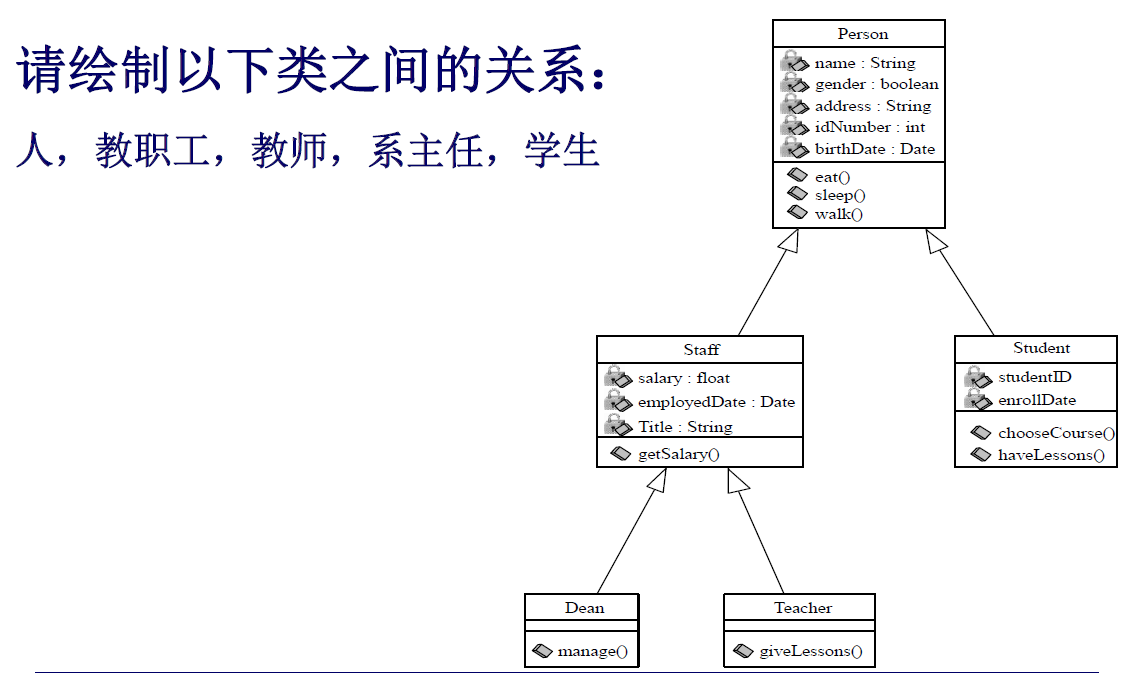 请绘制以下类之间的关系：
人，教职工，教师，系主任，学生
Person
name : String
gender : boolean
address : String
idNumber : int
birthDate : Date
eat()
sleep()
walk()
Staff
salary : float
employedDate : Date
Title : String
getSalary()
Student
studentID
enrollDate
chooseCourse()
haveLessons()
Dean
manage()
Teacher
giveLessons()